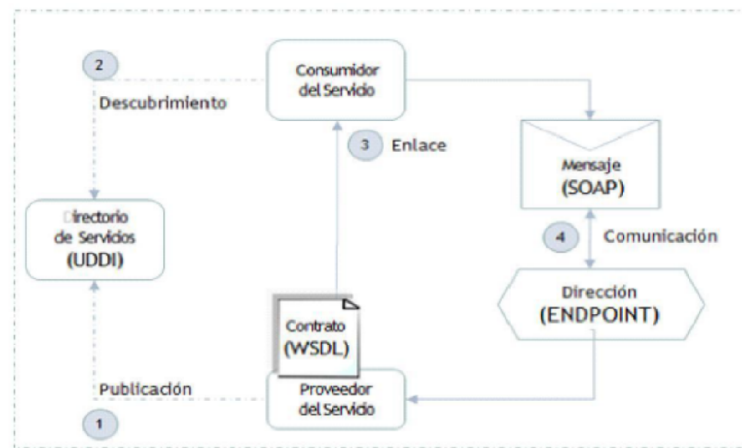 2
Consumidor
del Servicio
Descubrimiento
3 Enlace
Mensaje
(SOAP)
Directorio
de Servicios
(UDDI)
4 Comunicación
Dirección
(ENDPOINT)
Contrato
(WSDL)
Publicación
Proveedor
del Servicio
1